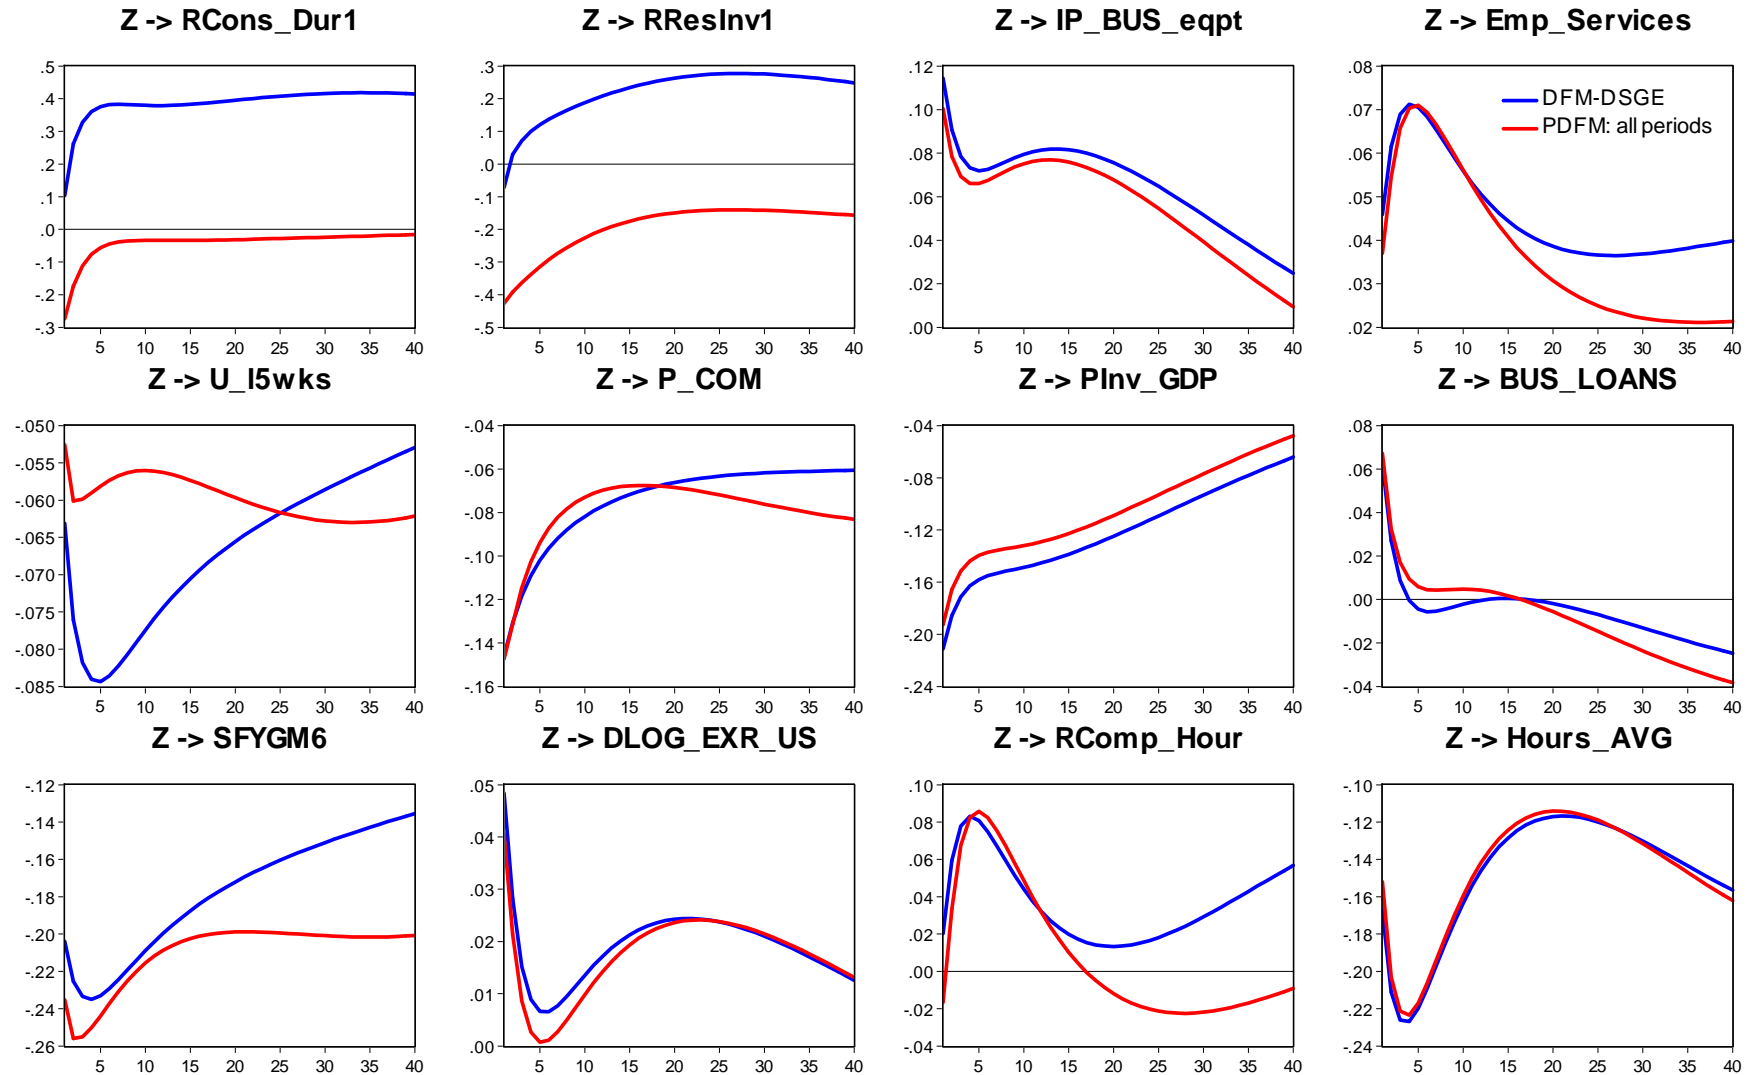 Z -> RCons_Dur1 Z -> RResInv1 Z -> IP_BUS_eqpt Z -> Emp_Services
.5 .3 .12 .08
.4 .2 .10 .07
.3 .1 .08 .06
.2 .0 .06 .05
.1 -.1 .04 .04
.0 -.2 .02 .03
-.1 -.3 .00 .02
-.2 -.4
-.3 -.5
DFM-DSGE
PDFM: all periods
5 10 15 20 25 30 35 40 5 10 15 20 25 30 35 40 5 10 15 20 25 30 35 40 5 10 15 20 25 30 35 40
Z -> U_l5wks Z -> P_COM Z -> PInv_GDP Z -> BUS_LOANS
-.050 -.04 -.04 .08
-.055 -.06 -.08 .06
-.060 -.08 -.12 .04
-.065 -.10 -.16 .02
-.070 -.12 -.20 .00
-.075 -.14 -.24 -.02
-.080 -.16 -.04
-.085
5 10 15 20 25 30 35 40 5 10 15 20 25 30 35 40 5 10 15 20 25 30 35 40 5 10 15 20 25 30 35 40
Z -> SFYGM6 Z -> DLOG_EXR_US Z -> RComp_Hour Z -> Hours_AVG
-.12 .05 .10 -.10
-.14 .04 .08 -.12
-.16 .03 .06 -.14
-.18 .02 .04 -.16
-.20 .01 .02 -.18
-.22 .00 .00 -.20
-.24 -.02 -.22
-.26 -.04 -.24
5 10 15 20 25 30 35 40 5 10 15 20 25 30 35 40 5 10 15 20 25 30 35 40 5 10 15 20 25 30 35 40